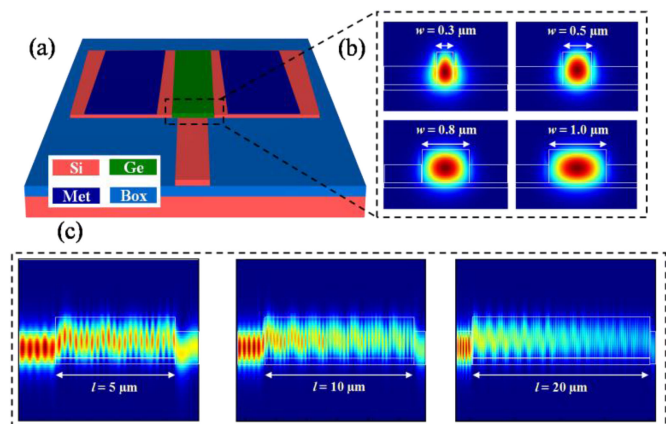 (a)
Si
Ge
Met
Box
(b)
w = 0.3 μm
w = 0.5 μm
w = 0.8 μm
w = 1.0 μm
(c)
l = 5 μm
l = 10 μm
l = 20 μm